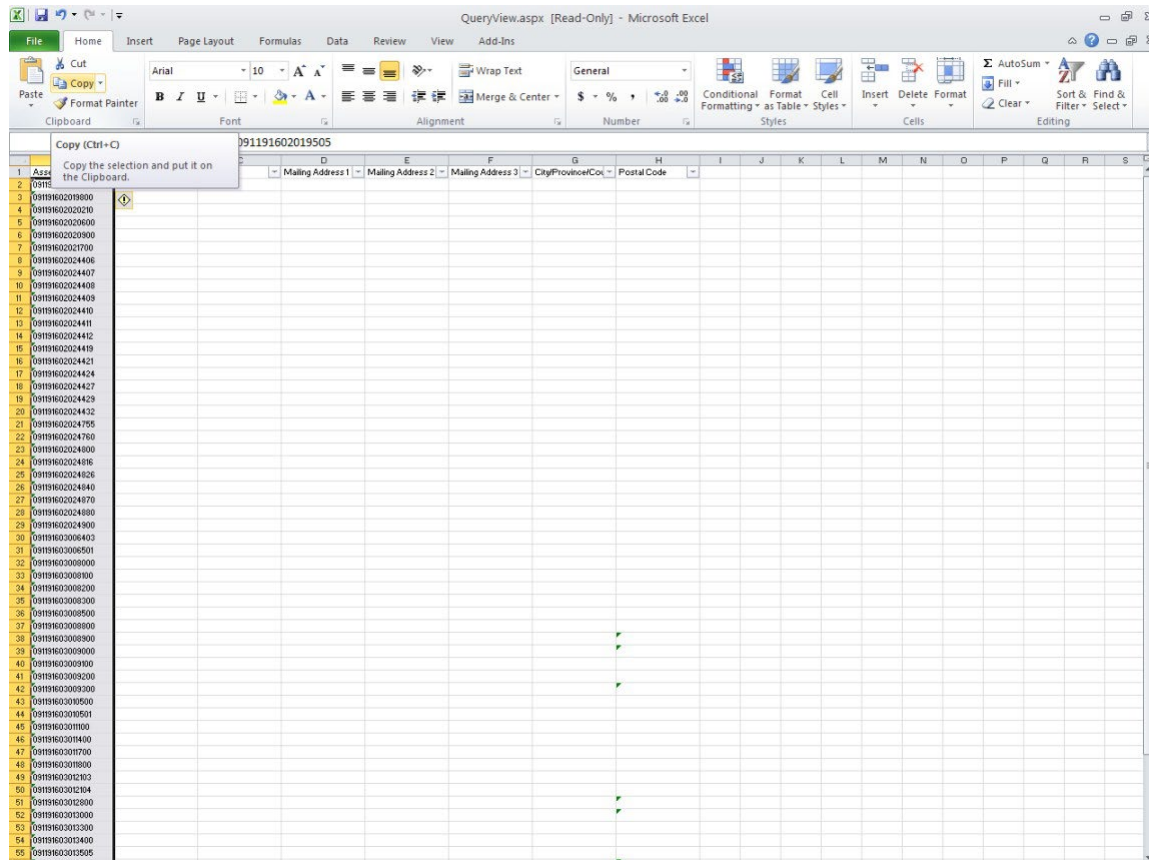 QueryView.aspx [Read-Only] - Microsoft Excel
File Home Insert Page Layout Formulas Data Review View Add-Ins
Paste
Cut
Copy
Format Painter
Clipboard
Arial 10
B I U
Font
Wrap Text
Merge & Center
Alignment
General
$ % ,
Number
Conditional Formatting
Format as Table
Cell Styles
Styles
Insert Delete Format
Cells
Σ AutoSum
Fill
Clear
Sort & Filter
Find & Select
Editing
Copy (Ctrl+C)
Copy the selection and put it on
the Clipboard.
091191602019505
D E F G H I J K L M N O P Q R S
1 Asse Mailing Address 1 Mailing Address 2 Mailing Address 3 City/Province/Cou Postal Code
2 09119
3 091191602019800
4 091191602020210
5 091191602020600
6 091191602020900
7 091191602021700
8 091191602024406
9 091191602024407
10 091191602024408
11 091191602024409
12 091191602024410
13 091191602024411
14 091191602024412
15 091191602024419
16 091191602024421
17 091191602024424
18 091191602024427
19 091191602024429
20 091191602024432
21 091191602024755
22 091191602024760
23 091191602024800
24 091191602024816
25 091191602024826
26 091191602024840
27 091191602024870
28 091191602024880
29 091191602024900
30 091191603006403
31 091191603006501
32 091191603008000
33 091191603008100
34 091191603008200
35 091191603008300
36 091191603008500
37 091191603008800
38 091191603008900
39 091191603009000
40 091191603009100
41 091191603009200
42 091191603009300
43 091191603010500
44 091191603010501
45 091191603011100
46 091191603011400
47 091191603011700
48 091191603011800
49 091191603012103
50 091191603012104
51 091191603012800
52 091191603013000
53 091191603013300
54 091191603013400
55 091191603013505